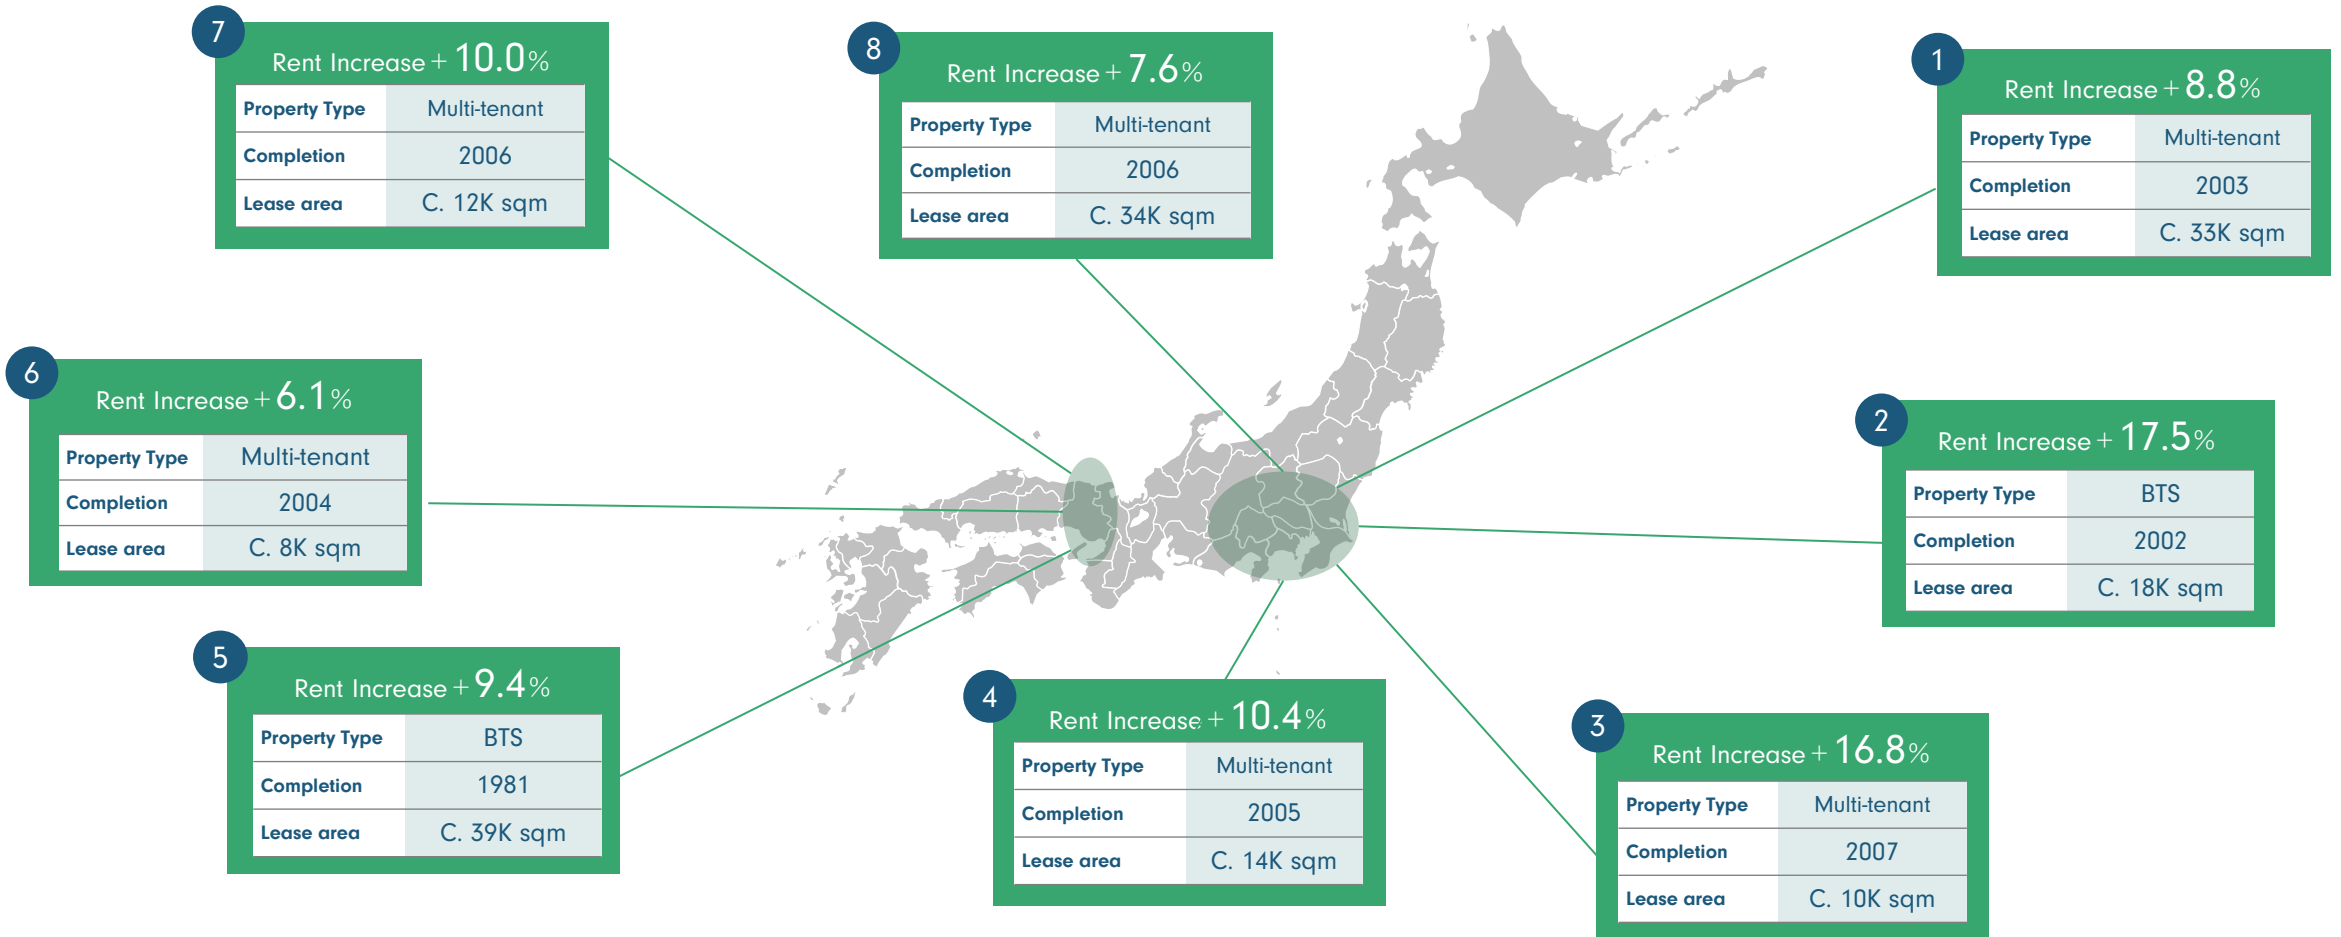 7
Rent Increase + 10.0%
Property Type Multi-tenant
Completion 2006
Lease area C. 12K sqm
8
Rent Increase + 7.6%
Property Type Multi-tenant
Completion 2006
Lease area C. 34K sqm
1
Rent Increase + 8.8%
Property Type Multi-tenant
Completion 2003
Lease area C. 33K sqm
6
Rent Increase + 6.1%
Property Type Multi-tenant
Completion 2004
Lease area C. 8K sqm
2
Rent Increase + 17.5%
Property Type BTS
Completion 2002
Lease area C. 18K sqm
5
Rent Increase + 9.4%
Property Type BTS
Completion 1981
Lease area C. 39K sqm
4
Rent Increase + 10.4%
Property Type Multi-tenant
Completion 2005
Lease area C. 14K sqm
3
Rent Increase + 16.8%
Property Type Multi-tenant
Completion 2007
Lease area C. 10K sqm